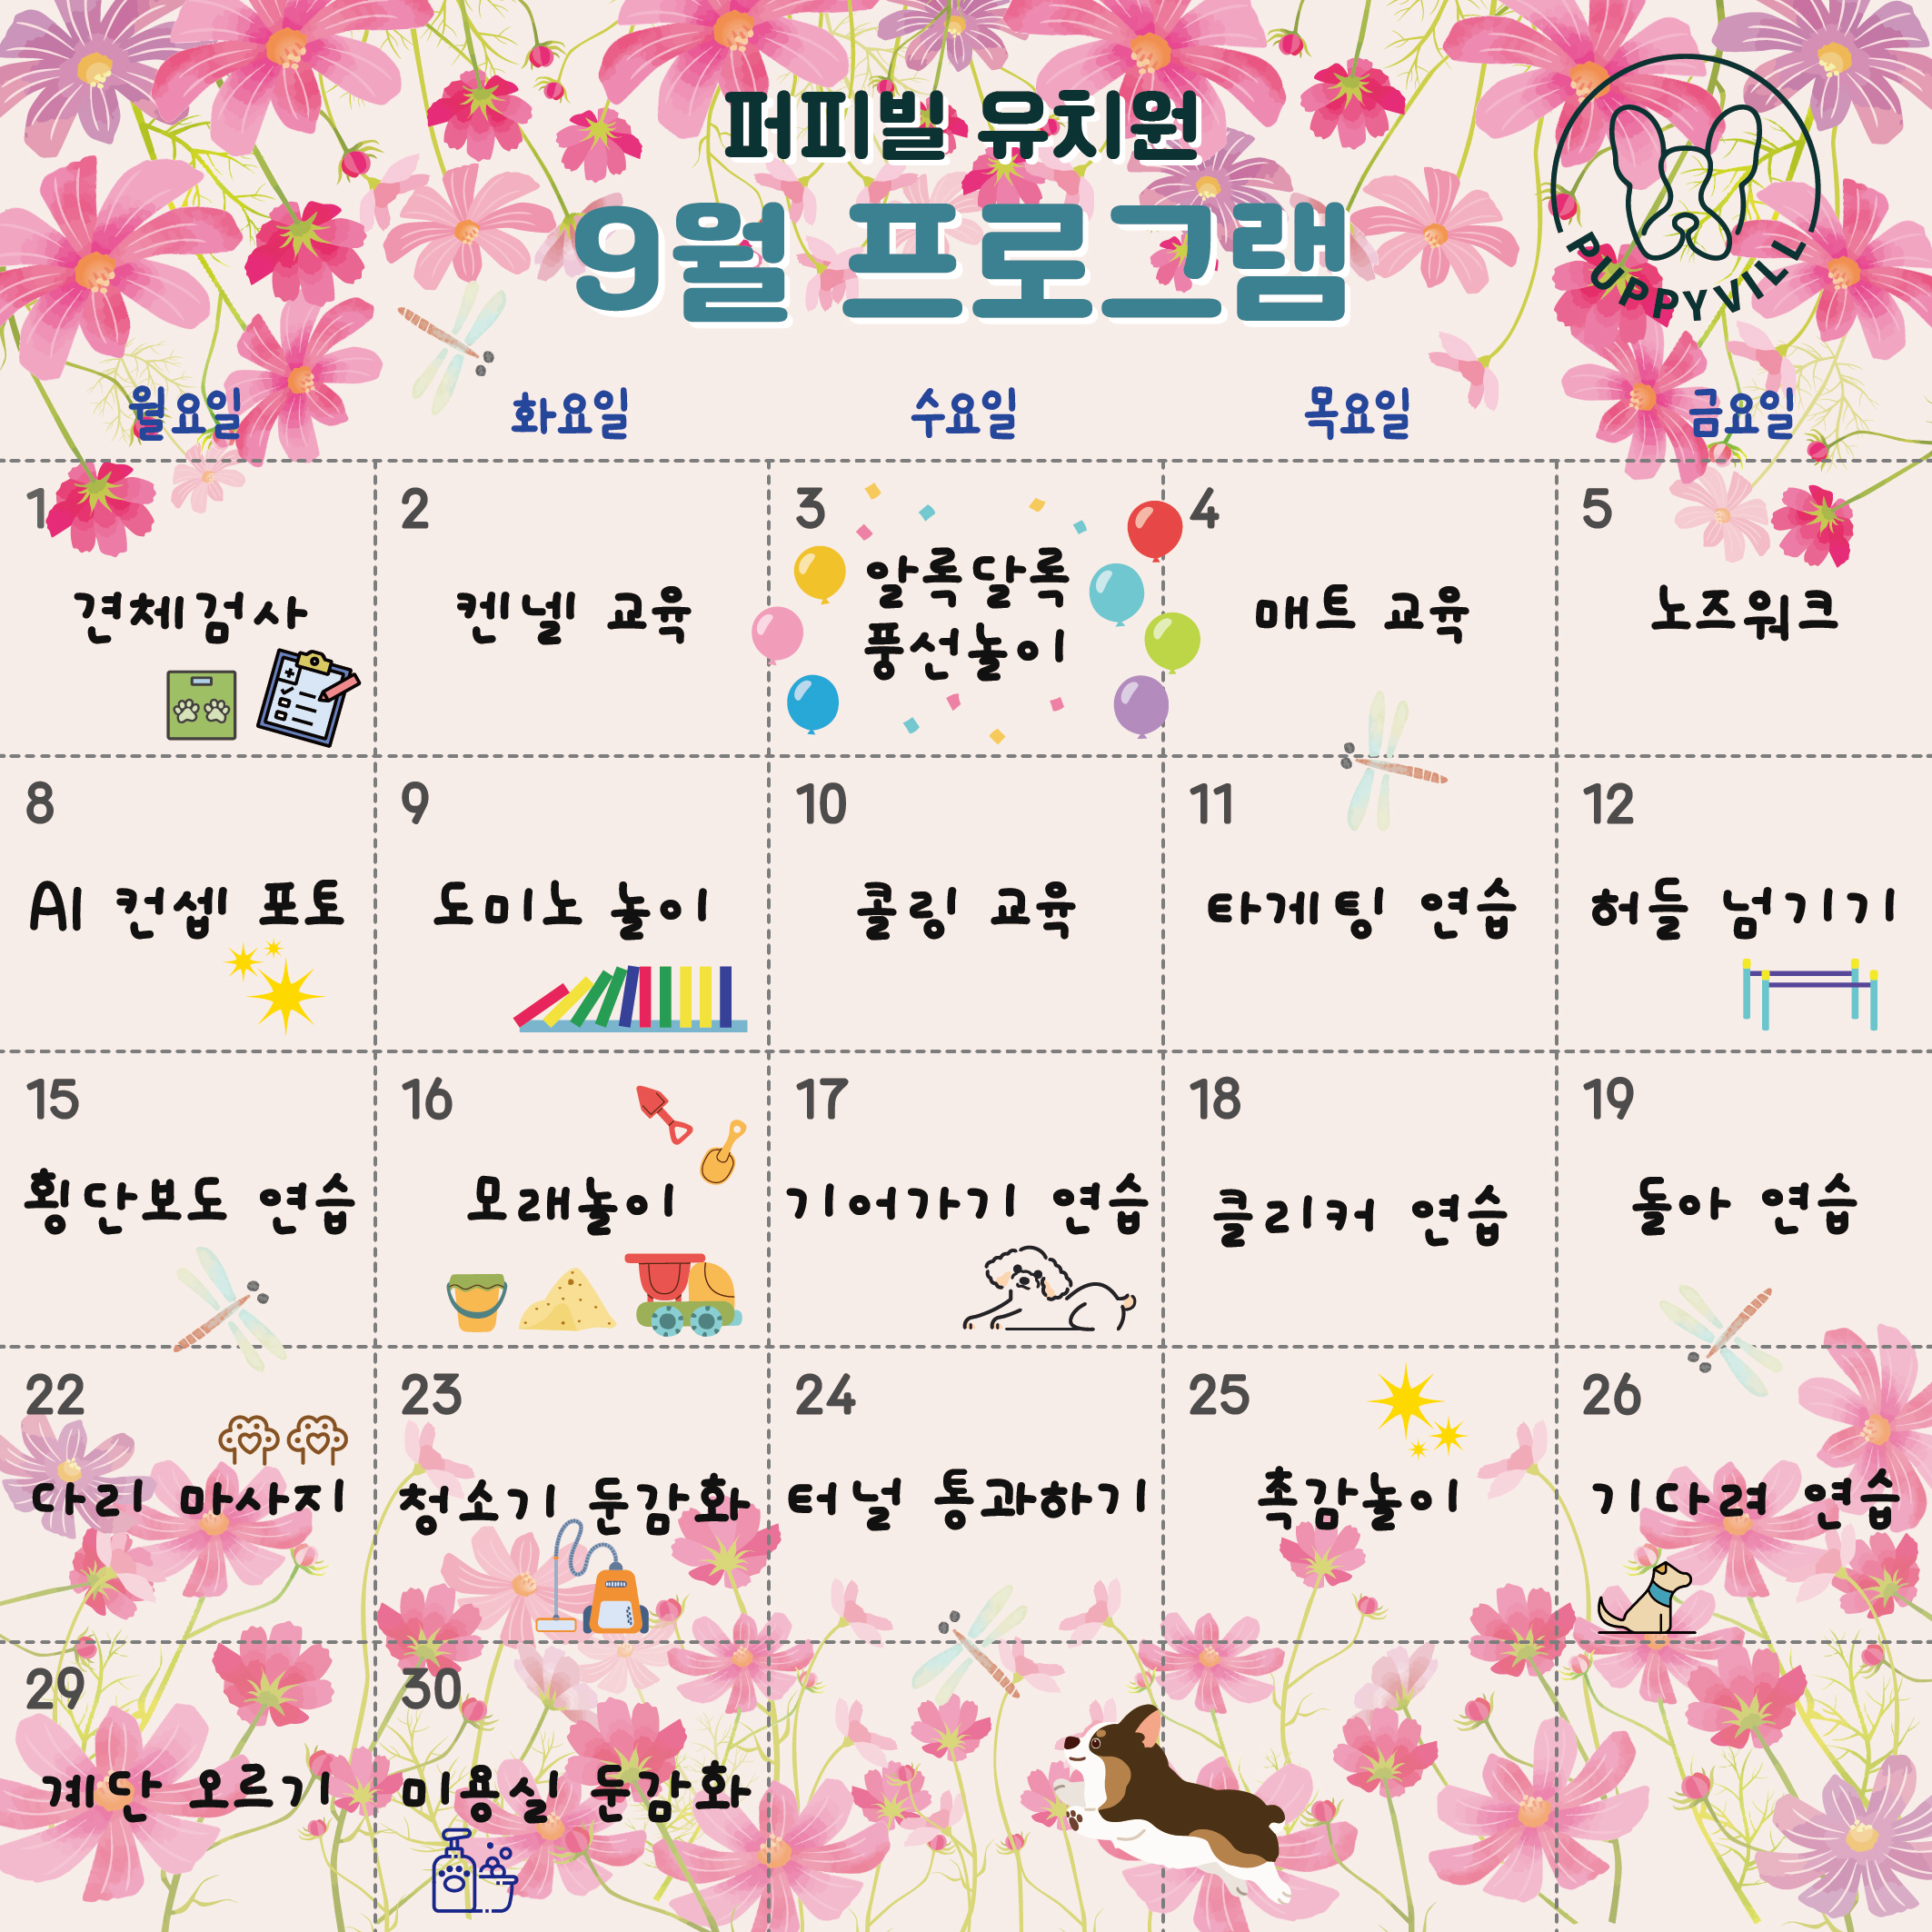 퍼피빌 유치원
9월 프로그램
PUPPYVILL
월요일 화요일 수요일 목요일 금요일
1 2 3 4 5
견체검사
켄넬 교육
알록달록
풍선놀이
매트 교육
노즈워크
8 9 10 11 12
AI 컨셉 포토
도미노 놀이
콜링 교육
타게팅 연습
허들 넘기기
15 16 17 18 19
횡단보도 연습
모래놀이
기어가기 연습
클리커 연습
돌아 연습
22 23 24 25 26
다리 마사지
청소기 둔감화
터널 통과하기
촉감놀이
기다려 연습
29 30
계단 오르기
미용실 둔감화